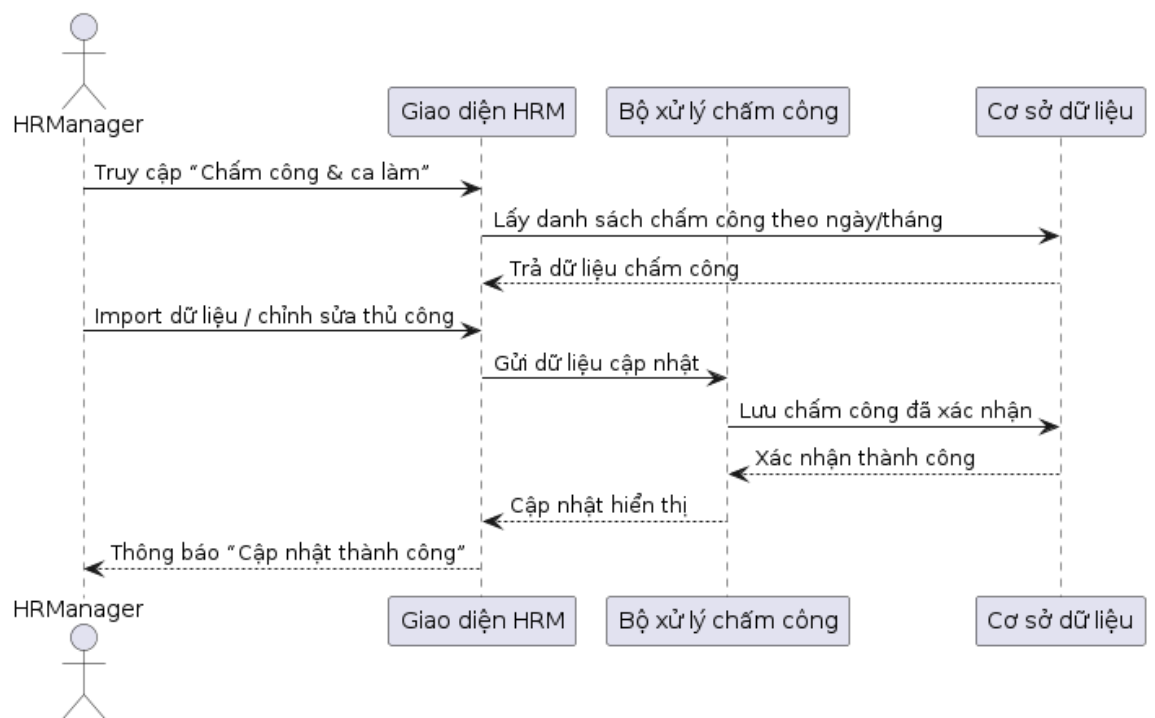 HRManager
Giao diện HRM
Bộ xử lý chấm công
Cơ sở dữ liệu
Truy cập “Chấm công & ca làm”
Lấy danh sách chấm công theo ngày/tháng
Trả dữ liệu chấm công
Import dữ liệu / chỉnh sửa thủ công
Gửi dữ liệu cập nhật
Lưu chấm công đã xác nhận
Xác nhận thành công
Cập nhật hiển thị
Thông báo “Cập nhật thành công”
HRManager
Giao diện HRM
Bộ xử lý chấm công
Cơ sở dữ liệu